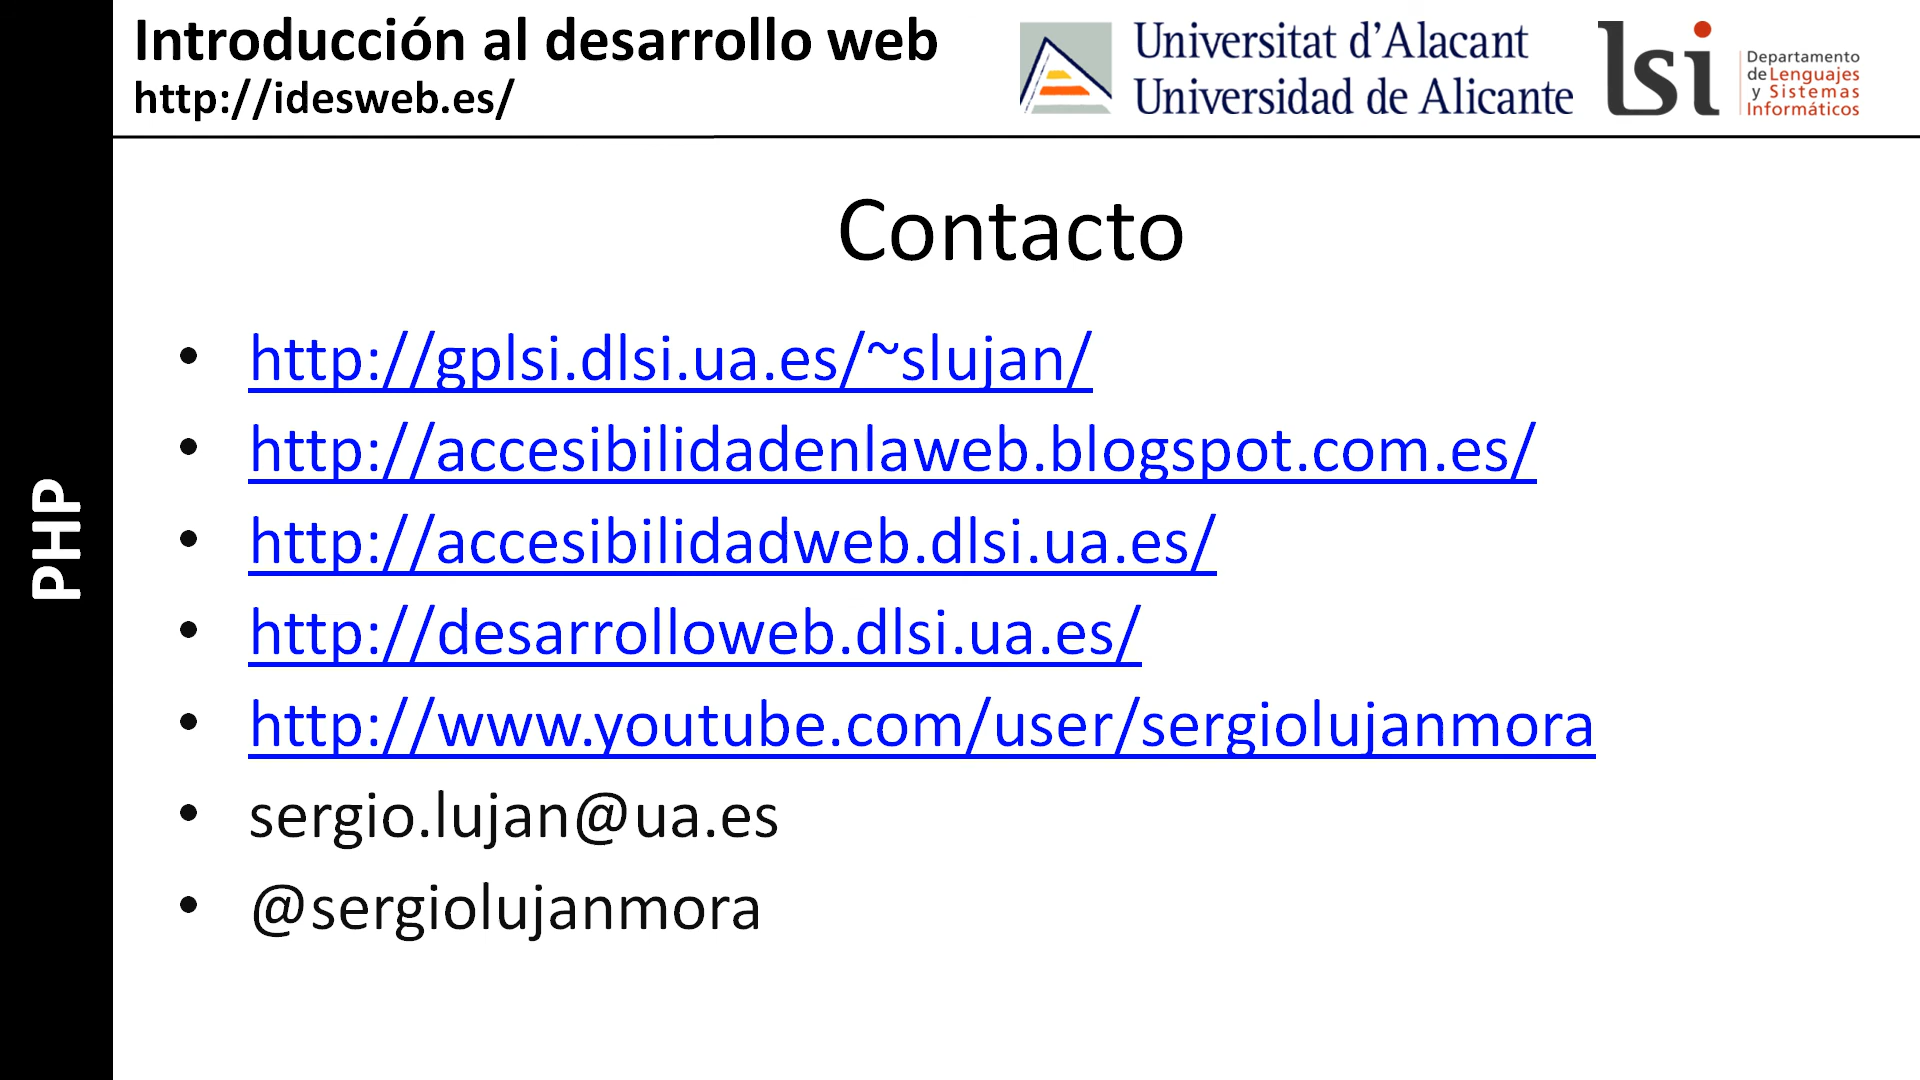 Introducción al desarrollo web
http://idesweb.es/
Universitat d'Alacant
Universidad de Alicante
lsi
Departamento
de Lenguajes
y Sistemas
Informáticos
PHP
Contacto
• http://gplsi.dlsi.ua.es/~slujan/
• http://accesibilidadenlaweb.blogspot.com.es/
• http://accesibilidadweb.dlsi.ua.es/
• http://desarrolloweb.dlsi.ua.es/
• http://www.youtube.com/user/sergiolujanmora
• sergio.lujan@ua.es
• @sergiolujanmora